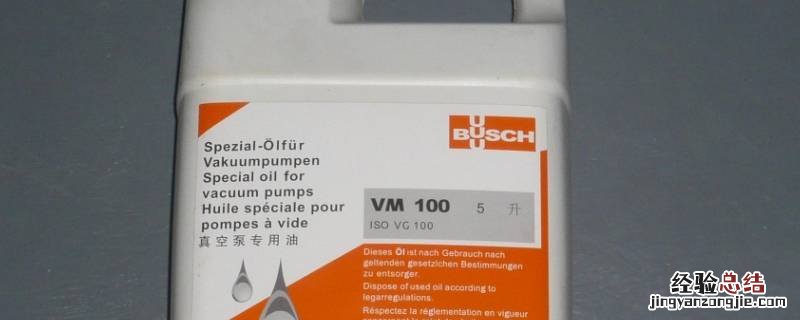 BUSCH
Spezial-Ölfür
Vakuumpumpen
Special oil for
vacuum pumps
Huile spéciale pour
pompes à vide
真空泵专用油
VM 100 5 升
ISO VG 100
Dieses Öl ist nach Gebrauch nach
geltenden gesetzlchen Bestimmungen
zu entsorger.
Dispose of used oil according to
legarregulations.
Réspectez la réglementation en vigueur
经验总结
jingyanzongjie.com